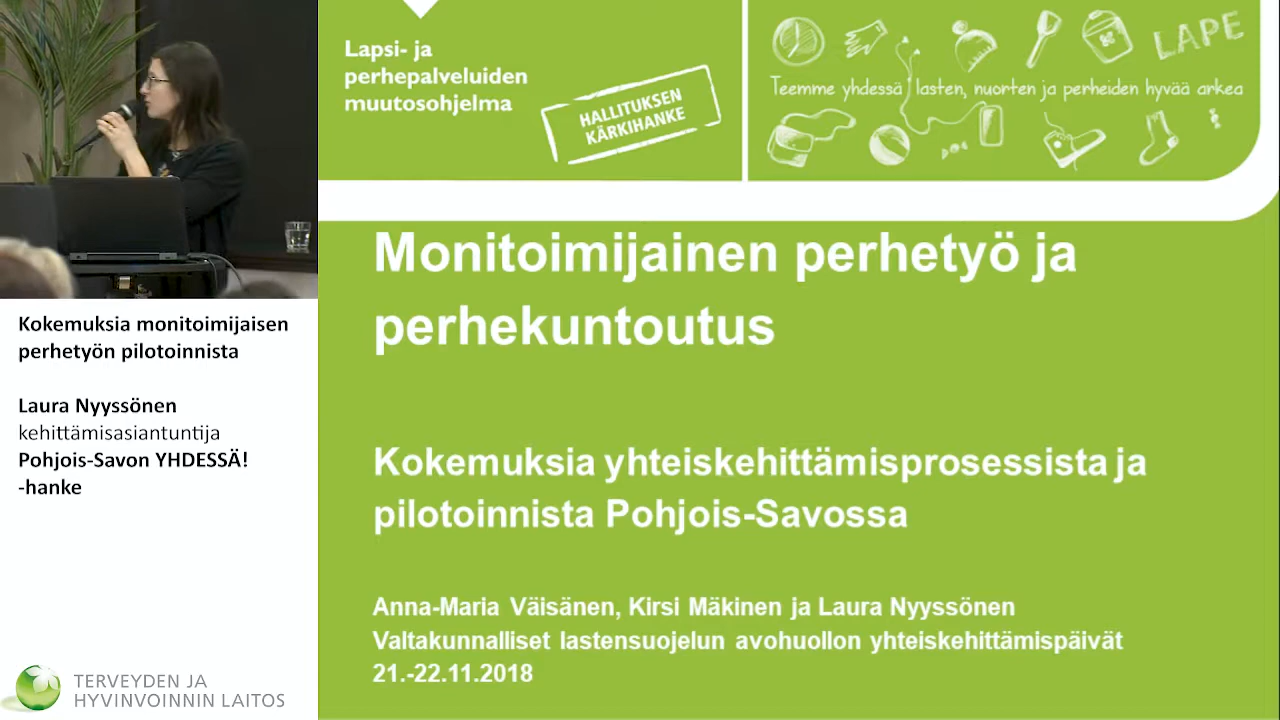 Lapsi- ja
perhepalveluiden
muutosohjelma
HALLITUKSEN
KÄRKIHANKE
LAPE
Teemme yhdessä lasten, nuorten ja perheiden hyvää arkea
Monitoimijainen perhetyö ja
perhekuntoutus
Kokemuksia yhteiskehittämisprosessista ja
pilotoinnista Pohjois-Savossa
Anna-Maria Väisänen, Kirsi Mäkinen ja Laura Nyyssönen
Valtakunnalliset lastensuojelun avohuollon yhteiskehittämispäivät
21.-22.11.2018
Kokemuksia monitoimijaisen
perhetyön pilotoinnista
Laura Nyyssönen
kehittämisasiantuntija
Pohjois-Savon YHDESSÄ!
-hanke
TERVEYDEN JA
HYVINVOINNIN LAITOS